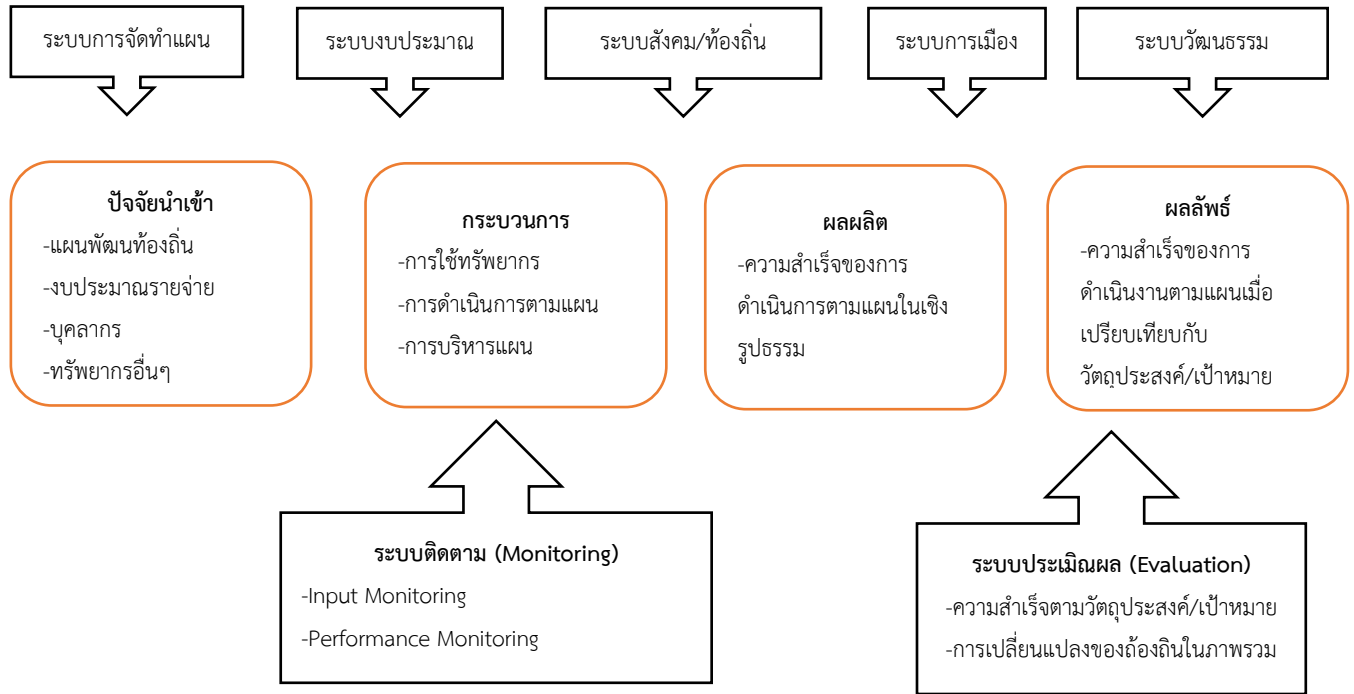 ระบบการจัดทำแผน
ระบบงบประมาณ
ระบบสังคม/ท้องถิ่น
ระบบการเมือง
ระบบวัฒนธรรม
ปัจจัยนำเข้า
-แผนพัฒนท้องถิ่น
-งบประมาณรายจ่าย
-บุคลากร
-ทรัพยากรอื่นๆ
กระบวนการ
-การใช้ทรัพยากร
-การดำเนินการตามแผน
-การบริหารแผน
ผลผลิต
-ความสำเร็จของการ
ดำเนินการตามแผนในเชิง
รูปธรรม
ผลลัพธ์
-ความสำเร็จของการ
ดำเนินงานตามแผนเมื่อ
เปรียบเทียบกับ
วัตถุประสงค์/เป้าหมาย
ระบบติดตาม (Monitoring)
-Input Monitoring
-Performance Monitoring
ระบบประเมิณผล (Evaluation)
-ความสำเร็จตามวัตถุประสงค์/เป้าหมาย
-การเปลี่ยนแปลงของถ้องถินในภาพรวม